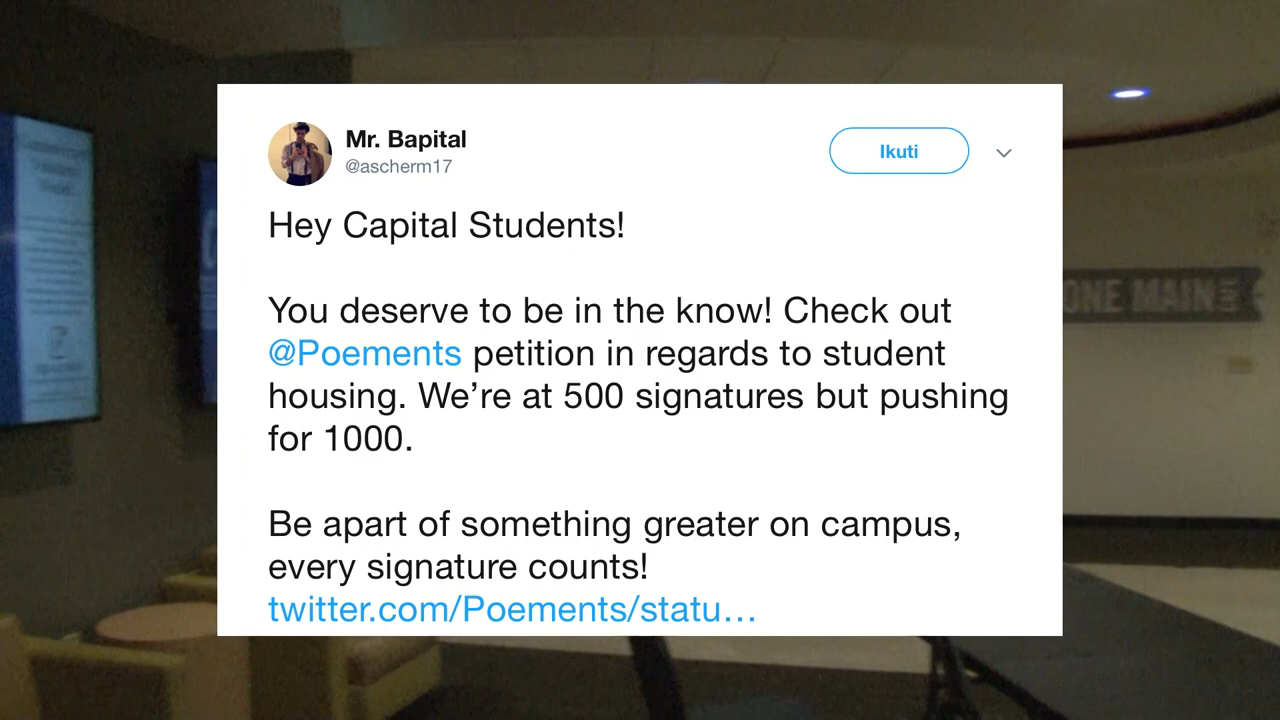 Mr. Bapital
@ascherm17
Ikuti
Hey Capital Students!
You deserve to be in the know! Check out
@Poements petition in regards to student
housing. We’re at 500 signatures but pushing
for 1000.
Be apart of something greater on campus,
every signature counts!
twitter.com/Poements/statu…
ONE MAIN